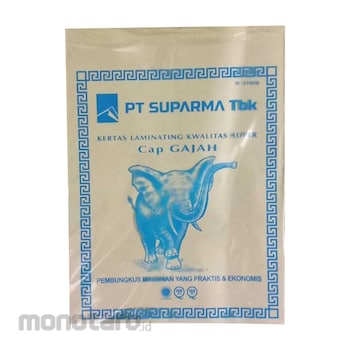 PT SUPARMA Tbk
KERTAS LAMINATING KWALITAS SUPER
Cap GAJAH
PEMBUNGKUS MAKANAN YANG PRAKTIS & EKONOMIS
monotaro.id